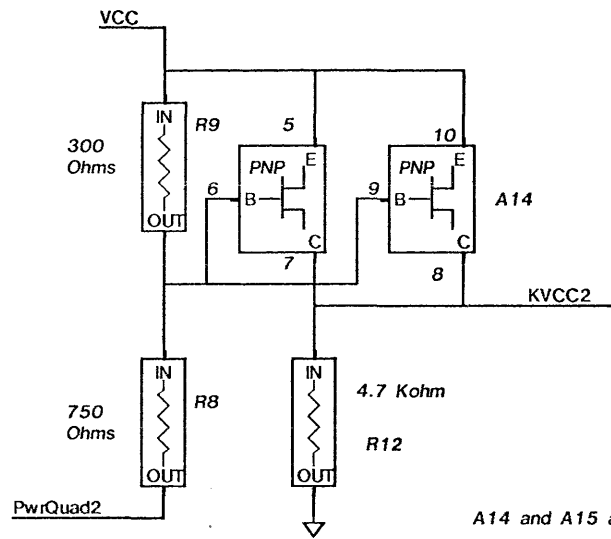 VCC
IN
R9
300
Ohms
OUT
5
PNP
E
6
B
C
7
10
PNP
E
9
B
C
8
A14
KVCC2
IN
R8
750
Ohms
OUT
IN
4.7 Kohm
R12
OUT
PwrQuad2
A14 and A15 a